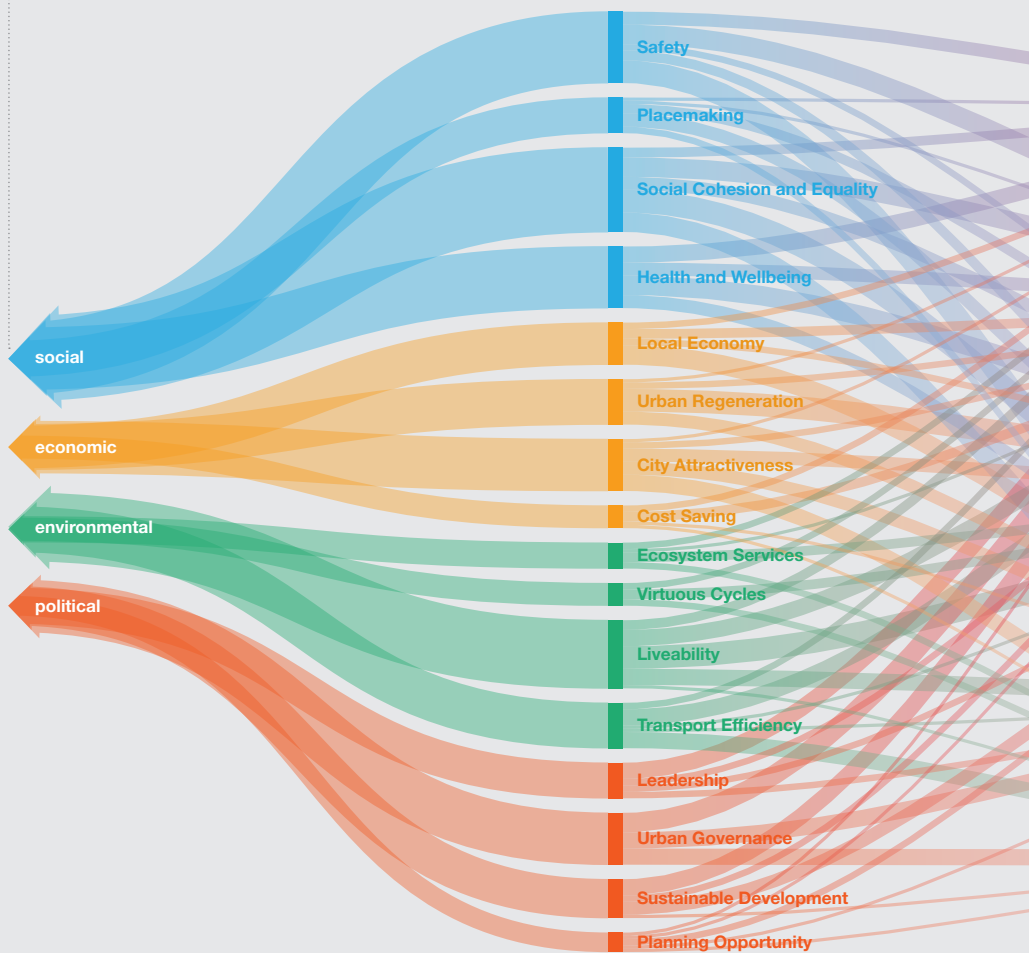 social
economic
environmental
political
Safety
Placemaking
Social Cohesion and Equality
Health and Wellbeing
Local Economy
Urban Regeneration
City Attractiveness
Cost Saving
Ecosystem Services
Virtuous Cycles
Liveability
Transport Efficiency
Leadership
Urban Governance
Sustainable Development
Planning Opportunity